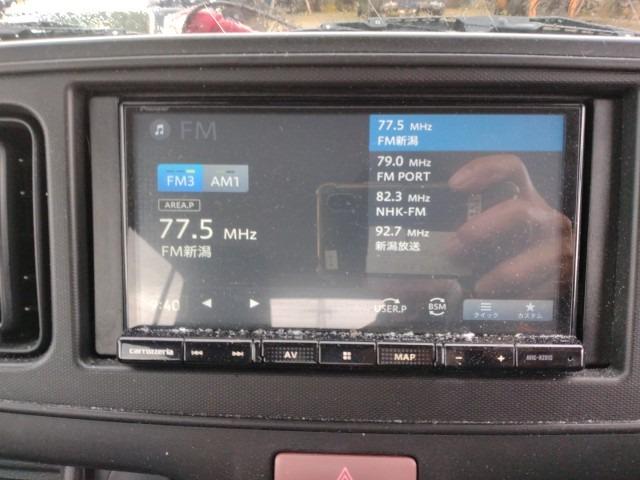 Pioneer
FM
FM3 AM1
AREA.P
77.5 MHz
FM新潟
77.5 MHz
FM新潟
79.0 MHz
FM PORT
82.3 MHz
NHK-FM
92.7 MHz
新潟放送
:40
USER.P
BSM
クイック
カスタム
carrozzeria
AV
MAP